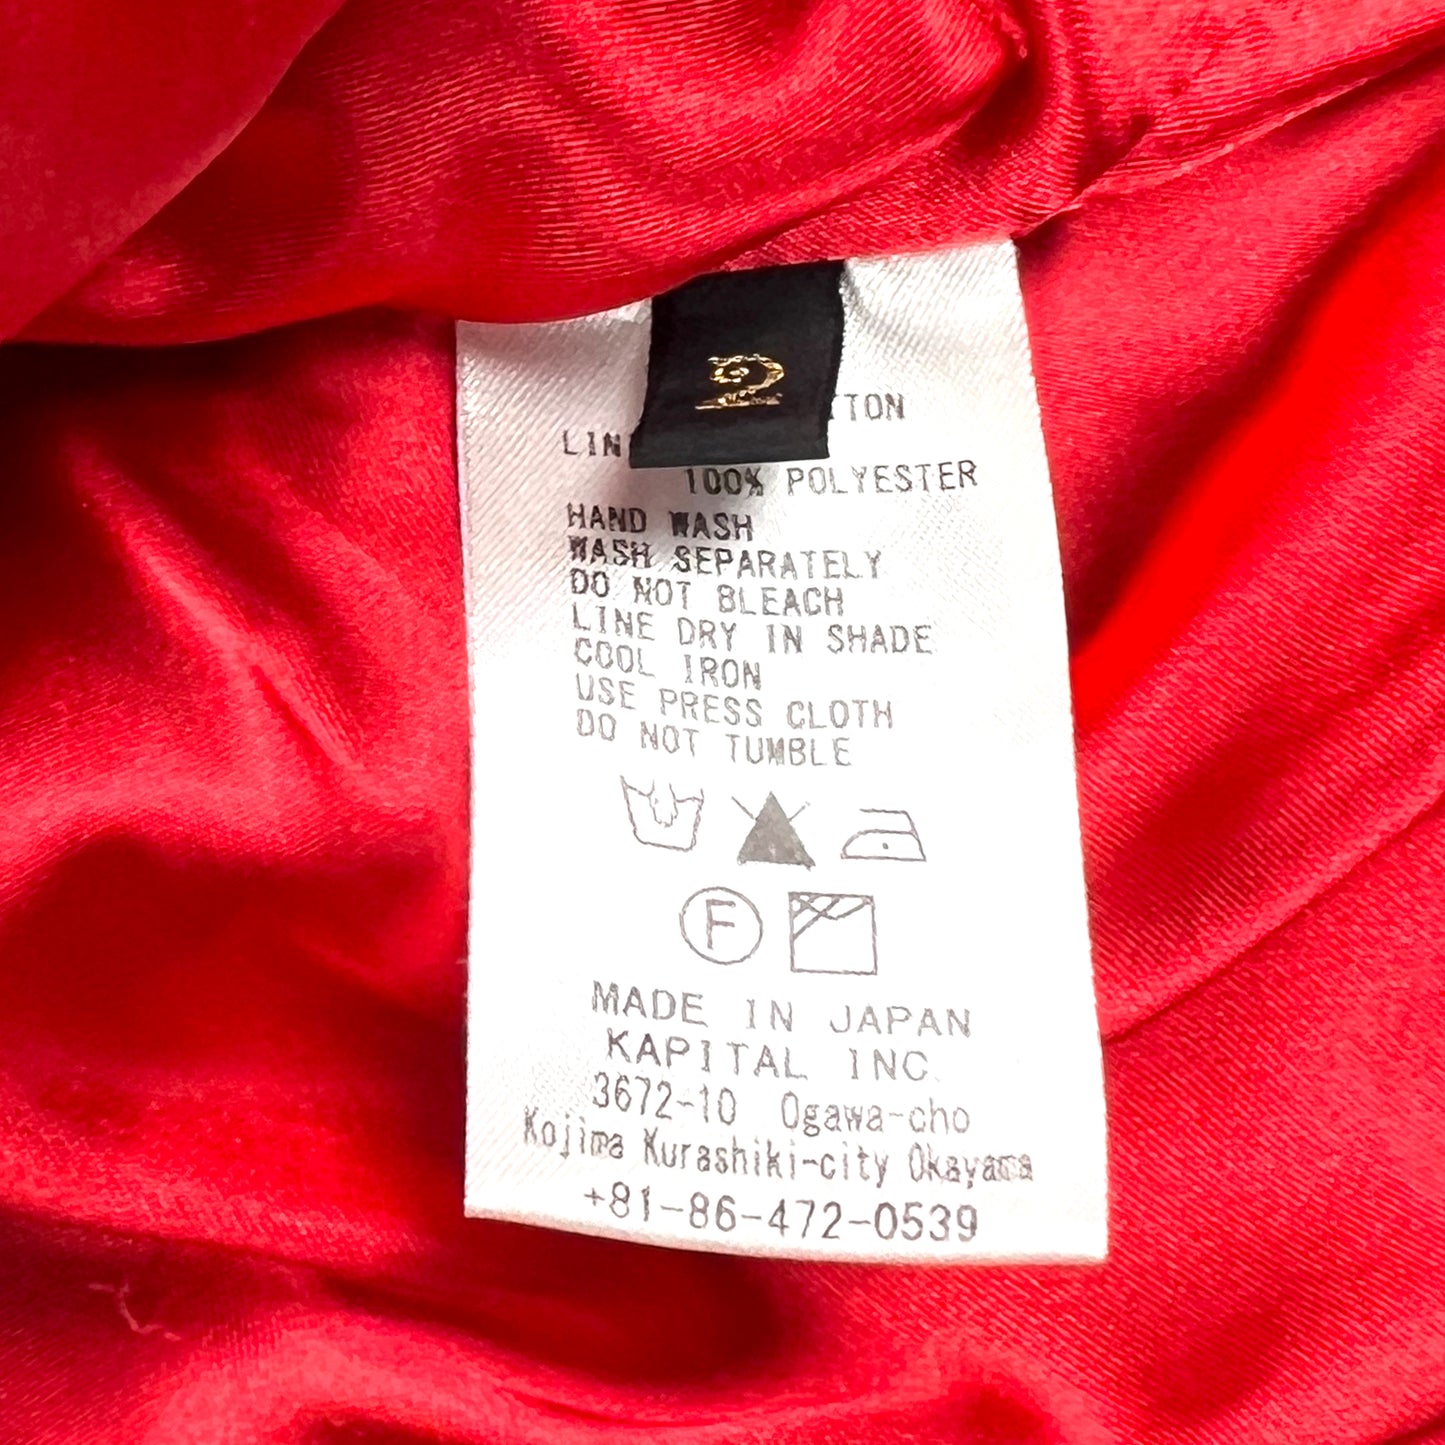 2
TON
LIN
100% POLYESTER
HAND WASH
WASH SEPARATELY
DO NOT BLEACH
LINE DRY IN SHADE
COOL IRON
USE PRESS CLOTH
DO NOT TUMBLE
F
MADE IN JAPAN
KAPITAL INC.
3672-10 Ogawa-cho
Kojima Kurashiki-city Okayama
+81-86-472-0539